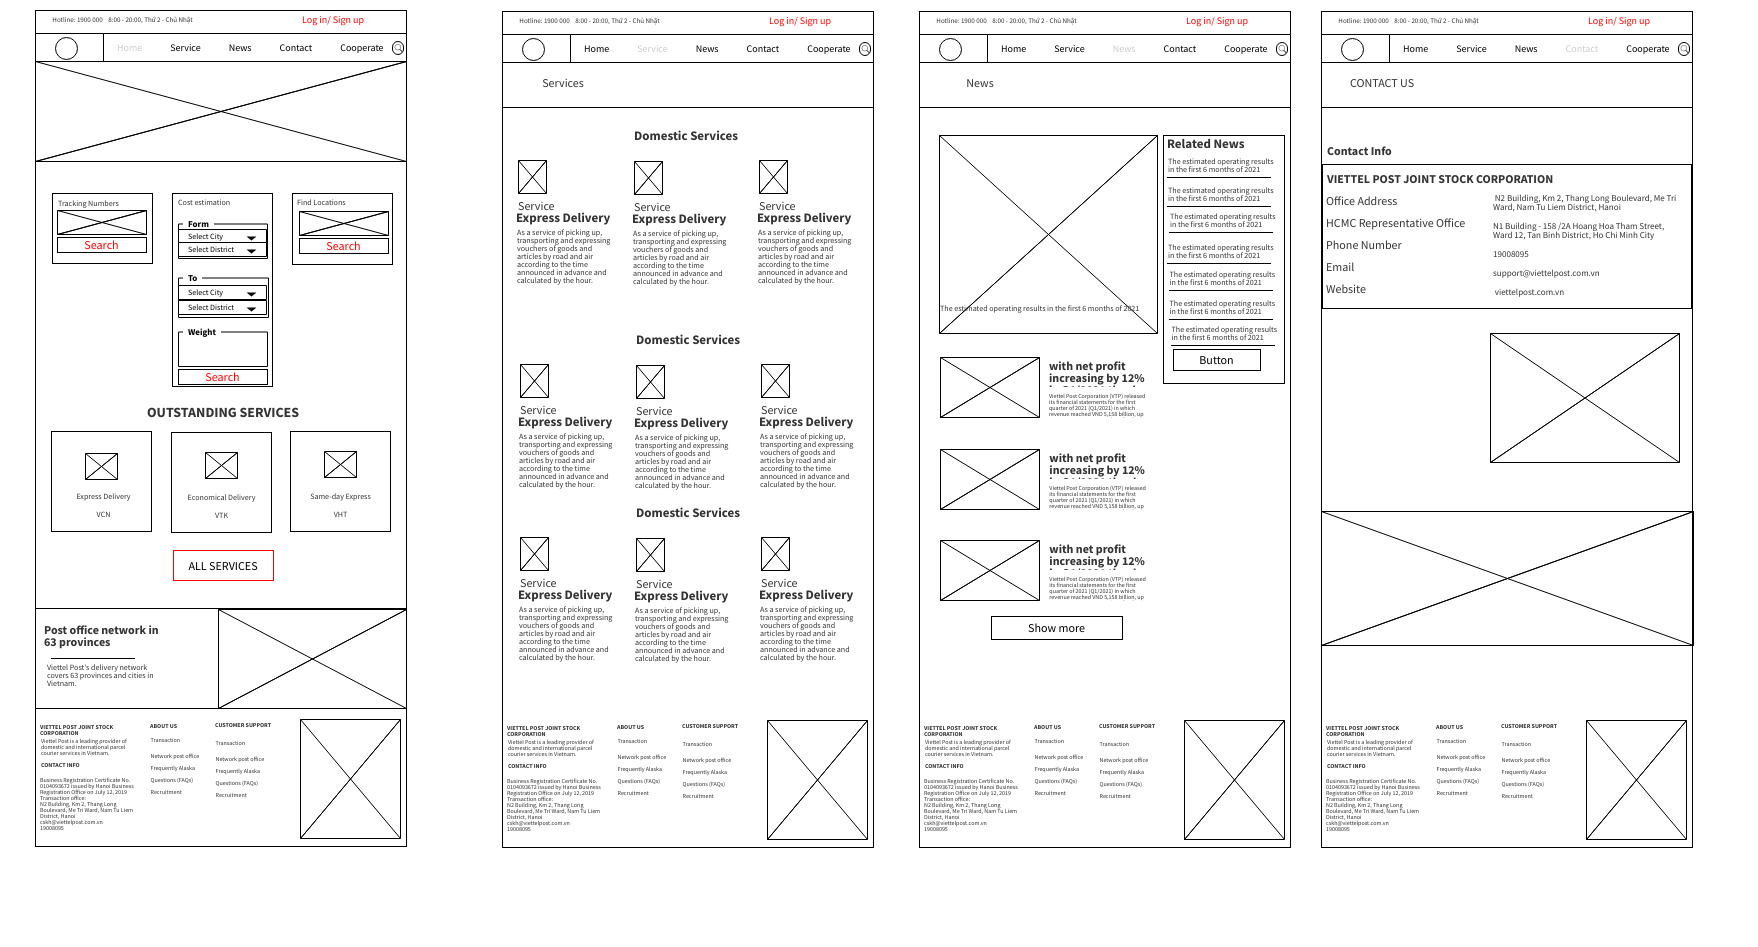 Hotline: 1900 000 8:00 - 20:00, Thứ 2 - Chủ Nhật
Log in/ Sign up
Home Service News Contact Cooperate
Tracking Numbers
Search
Cost estimation
Form
Select City
Select District
To
Select City
Select District
Weight
Search
Find Locations
Search
OUTSTANDING SERVICES
Express Delivery
VCN
Economical Delivery
VTK
Same-day Express
VHT
ALL SERVICES
Post office network in
63 provinces
Viettel Post's delivery network
covers 63 provinces and cities in
Vietnam.
VIETTEL POST JOINT STOCK
CORPORATION
Viettel Post is a leading provider of
domestic and international parcel
courier services in Vietnam.
CONTACT INFO
Business Registration Certificate No.
0104093672 issued by Hanoi Business
Registration Office on July 12, 2019
Transaction office:
N2 Building, Km 2, Thang Long
Boulevard, Me Tri Ward, Nam Tu Liem
District, Hanoi
cskh@viettelpost.com.vn
19008095
ABOUT US
Transaction
Network post office
Frequently Alaska
Questions (FAQs)
Recruitment
CUSTOMER SUPPORT
Transaction
Network post office
Frequently Alaska
Questions (FAQs)
Recruitment
Hotline: 1900 000 8:00 - 20:00, Thứ 2 - Chủ Nhật
Log in/ Sign up
Home Service News Contact Cooperate
Services
Domestic Services
Service
Express Delivery
As a service of picking up,
transporting and expressing
vouchers of goods and
articles by road and air
according to the time
announced in advance and
calculated by the hour.
Service
Express Delivery
As a service of picking up,
transporting and expressing
vouchers of goods and
articles by road and air
according to the time
announced in advance and
calculated by the hour.
Service
Express Delivery
As a service of picking up,
transporting and expressing
vouchers of goods and
articles by road and air
according to the time
announced in advance and
calculated by the hour.
Domestic Services
Service
Express Delivery
As a service of picking up,
transporting and expressing
vouchers of goods and
articles by road and air
according to the time
announced in advance and
calculated by the hour.
Service
Express Delivery
As a service of picking up,
transporting and expressing
vouchers of goods and
articles by road and air
according to the time
announced in advance and
calculated by the hour.
Service
Express Delivery
As a service of picking up,
transporting and expressing
vouchers of goods and
articles by road and air
according to the time
announced in advance and
calculated by the hour.
Domestic Services
Service
Express Delivery
As a service of picking up,
transporting and expressing
vouchers of goods and
articles by road and air
according to the time
announced in advance and
calculated by the hour.
Service
Express Delivery
As a service of picking up,
transporting and expressing
vouchers of goods and
articles by road and air
according to the time
announced in advance and
calculated by the hour.
Service
Express Delivery
As a service of picking up,
transporting and expressing
vouchers of goods and
articles by road and air
according to the time
announced in advance and
calculated by the hour.
VIETTEL POST JOINT STOCK
CORPORATION
Viettel Post is a leading provider of
domestic and international parcel
courier services in Vietnam.
CONTACT INFO
Business Registration Certificate No.
0104093672 issued by Hanoi Business
Registration Office on July 12, 2019
Transaction office:
N2 Building, Km 2, Thang Long
Boulevard, Me Tri Ward, Nam Tu Liem
District, Hanoi
cskh@viettelpost.com.vn
19008095
ABOUT US
Transaction
Network post office
Frequently Alaska
Questions (FAQs)
Recruitment
CUSTOMER SUPPORT
Transaction
Network post office
Frequently Alaska
Questions (FAQs)
Recruitment
Hotline: 1900 000 8:00 - 20:00, Thứ 2 - Chủ Nhật
Log in/ Sign up
Home Service News Contact Cooperate
News
The estimated operating results in the first 6 months of 2021
Related News
The estimated operating results
in the first 6 months of 2021
The estimated operating results
in the first 6 months of 2021
The estimated operating results
in the first 6 months of 2021
The estimated operating results
in the first 6 months of 2021
The estimated operating results
in the first 6 months of 2021
The estimated operating results
in the first 6 months of 2021
The estimated operating results
in the first 6 months of 2021
Button
with net profit
increasing by 12%
Viettel Post Corporation (VTP) released
its financial statements for the first
quarter of 2021 (Q1/2021) in which
revenue reached VND 5,158 billion, up
with net profit
increasing by 12%
Viettel Post Corporation (VTP) released
its financial statements for the first
quarter of 2021 (Q1/2021) in which
revenue reached VND 5,158 billion, up
with net profit
increasing by 12%
Viettel Post Corporation (VTP) released
its financial statements for the first
quarter of 2021 (Q1/2021) in which
revenue reached VND 5,158 billion, up
Show more
VIETTEL POST JOINT STOCK
CORPORATION
Viettel Post is a leading provider of
domestic and international parcel
courier services in Vietnam.
CONTACT INFO
Business Registration Certificate No.
0104093672 issued by Hanoi Business
Registration Office on July 12, 2019
Transaction office:
N2 Building, Km 2, Thang Long
Boulevard, Me Tri Ward, Nam Tu Liem
District, Hanoi
cskh@viettelpost.com.vn
19008095
ABOUT US
Transaction
Network post office
Frequently Alaska
Questions (FAQs)
Recruitment
CUSTOMER SUPPORT
Transaction
Network post office
Frequently Alaska
Questions (FAQs)
Recruitment
Hotline: 1900 000 8:00 - 20:00, Thứ 2 - Chủ Nhật
Log in/ Sign up
Home Service News Contact Cooperate
CONTACT US
Contact Info
VIETTEL POST JOINT STOCK CORPORATION
Office Address
N2 Building, Km 2, Thang Long Boulevard, Me Tri
Ward, Nam Tu Liem District, Hanoi
HCMC Representative Office
N1 Building - 158 /2A Hoang Hoa Tham Street,
Ward 12, Tan Binh District, Ho Chi Minh City
Phone Number
19008095
Email
support@viettelpost.com.vn
Website
viettelpost.com.vn
VIETTEL POST JOINT STOCK
CORPORATION
Viettel Post is a leading provider of
domestic and international parcel
courier services in Vietnam.
CONTACT INFO
Business Registration Certificate No.
0104093672 issued by Hanoi Business
Registration Office on July 12, 2019
Transaction office:
N2 Building, Km 2, Thang Long
Boulevard, Me Tri Ward, Nam Tu Liem
District, Hanoi
cskh@viettelpost.com.vn
19008095
ABOUT US
Transaction
Network post office
Frequently Alaska
Questions (FAQs)
Recruitment
CUSTOMER SUPPORT
Transaction
Network post office
Frequently Alaska
Questions (FAQs)
Recruitment